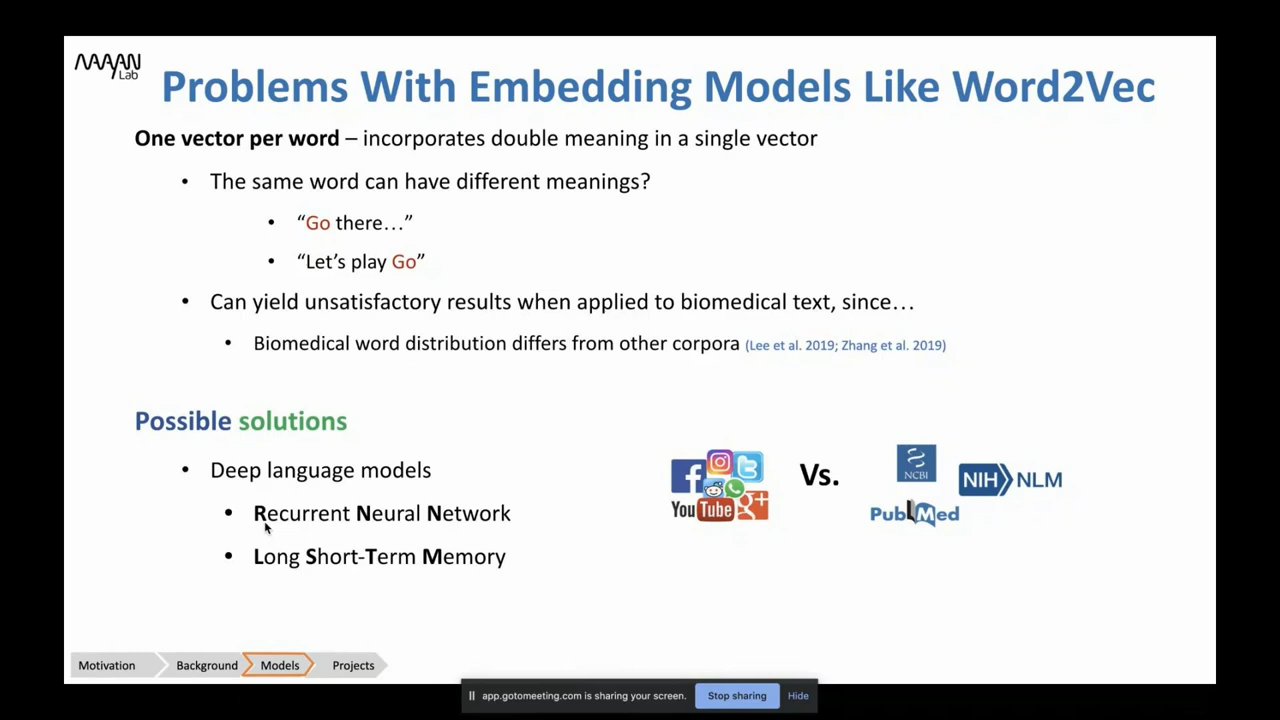 MAAYAN
Lab
Problems With Embedding Models Like Word2Vec
One vector per word – incorporates double meaning in a single vector
• The same word can have different meanings?
• “Go there…”
• “Let’s play Go”
• Can yield unsatisfactory results when applied to biomedical text, since…
• Biomedical word distribution differs from other corpora (Lee et al. 2019; Zhang et al. 2019)
Possible solutions
• Deep language models
• Recurrent Neural Network
• Long Short-Term Memory
f
You Tube
g+
Vs.
NCBI
NIH NLM
PubMed
Motivation
Background
Models
Projects
app.gotomeeting.com is sharing your screen.
Stop sharing
Hide